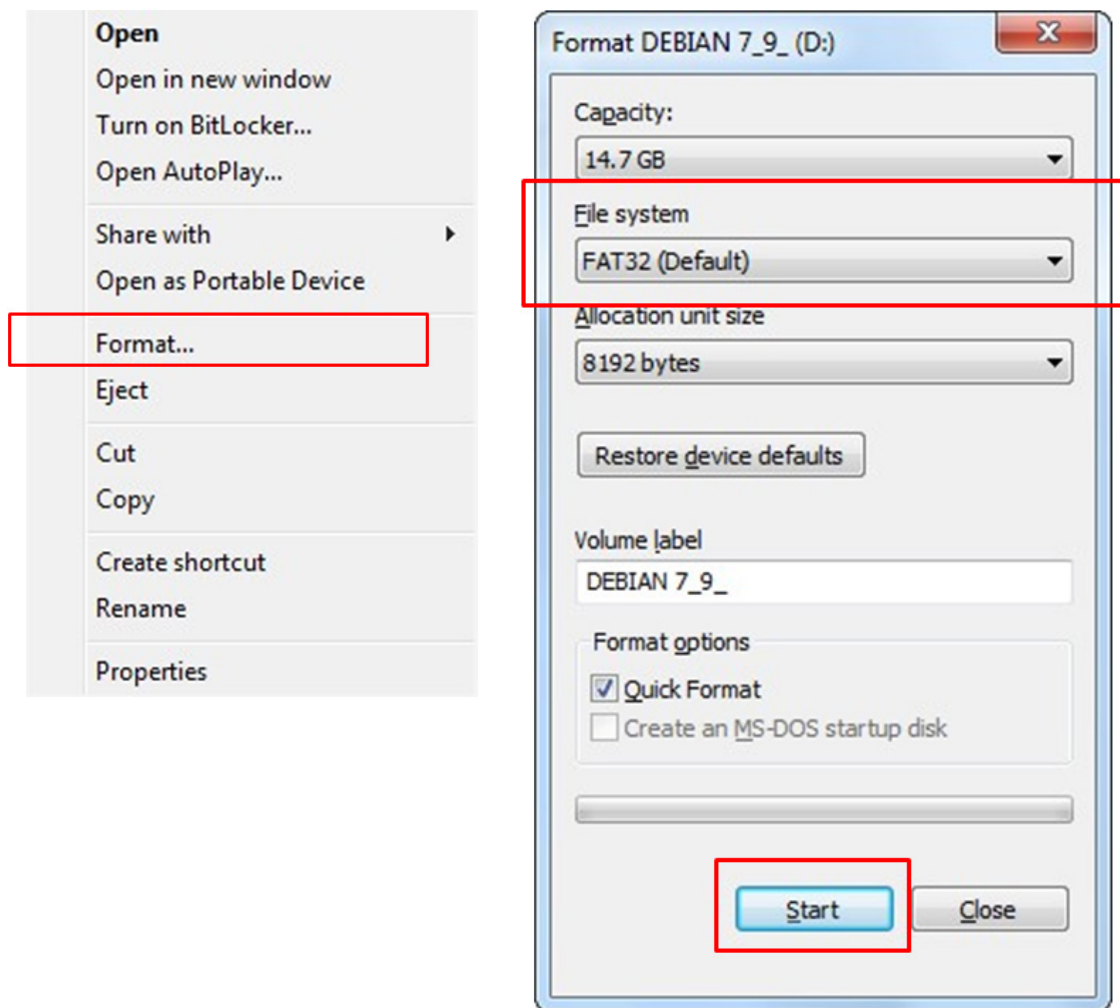 Open
Open in new window
Turn on BitLocker...
Open AutoPlay...
Share with
Open as Portable Device
Format...
Eject
Cut
Copy
Create shortcut
Rename
Properties
Format DEBIAN 7_9_ (D:)
Capacity:
14.7 GB
File system
FAT32 (Default)
Allocation unit size
8192 bytes
Restore device defaults
Volume label
DEBIAN 7_9_
Format options
Quick Format
Create an MS-DOS startup disk
Start
Close